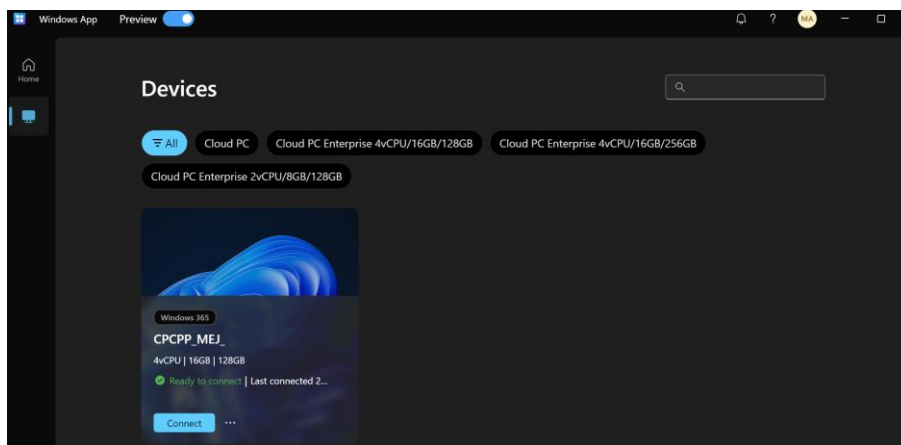 Windows App Preview ? MA
Home
Devices
All Cloud PC Cloud PC Enterprise 4vCPU/16GB/128GB Cloud PC Enterprise 4vCPU/16GB/256GB
Cloud PC Enterprise 2vCPU/8GB/128GB
Windows 365
CPCPP_MEJ_
4vCPU | 16GB | 128GB
Ready to connect | Last connected 2...
Connect ...